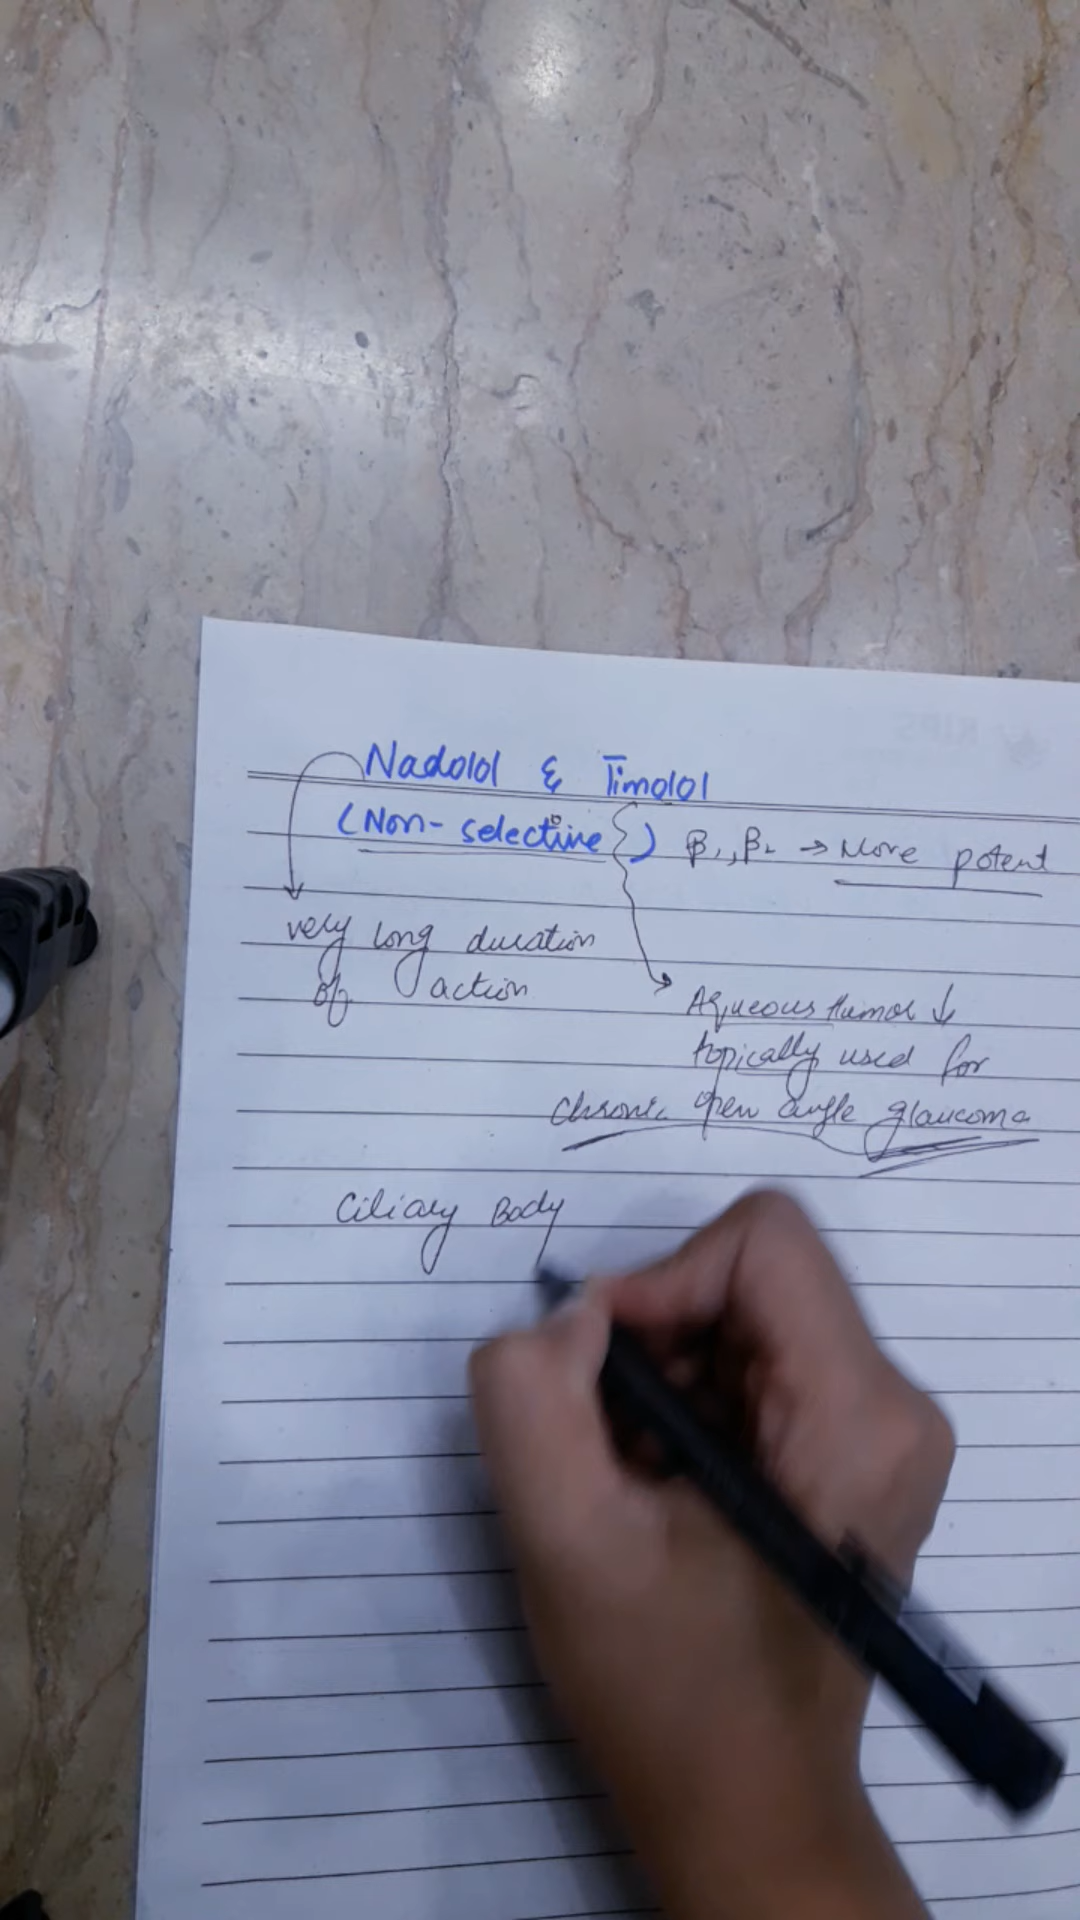 Nadolol & Timolol
(Non-selective) β₁, β₂ → More potent
very long duration
of action
Aqueous Humor ↓
topically used for
chronic open angle glaucoma
Ciliary Body